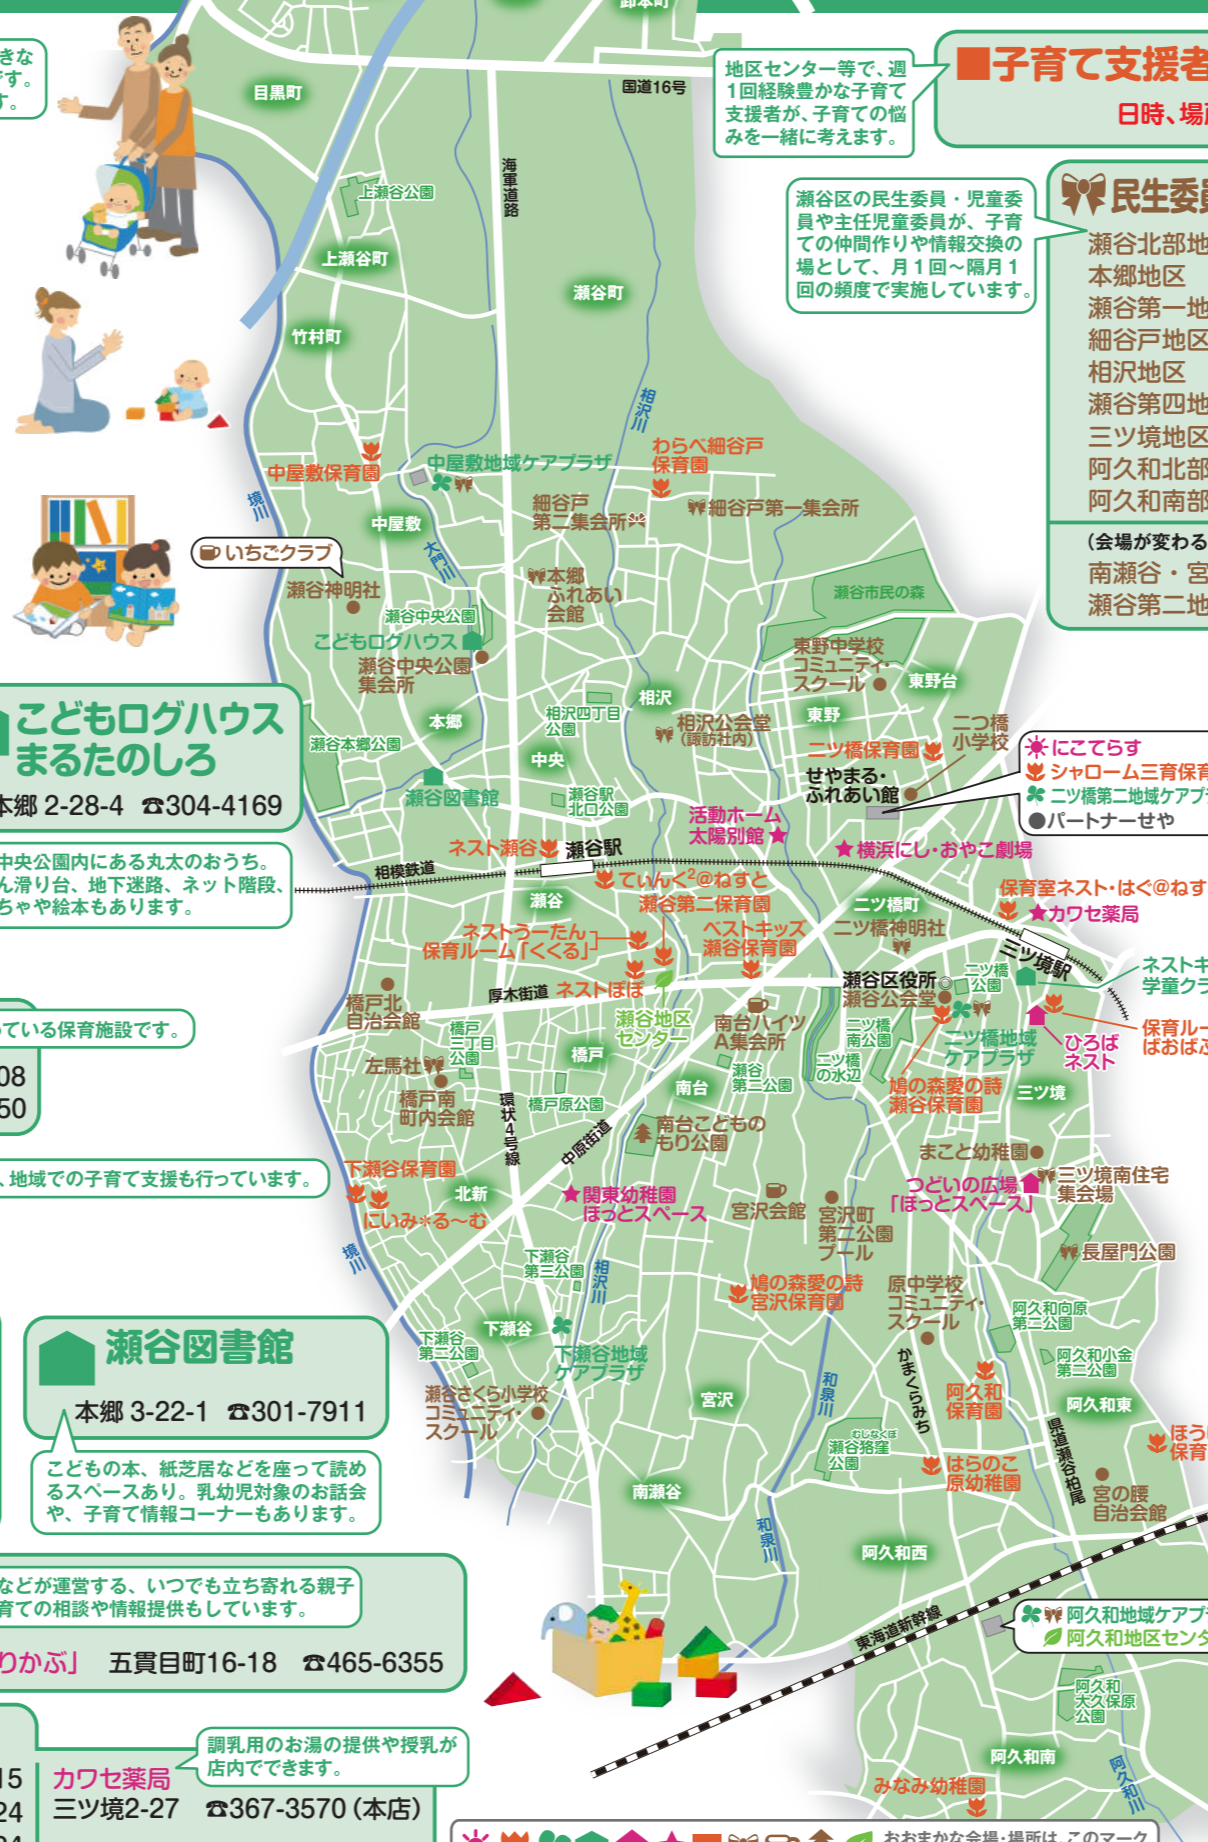 卸本町
きな
です。
す。
目黒町
国道16号
海軍道路
地区センター等で、週
1回経験豊かな子育て
支援者が、子育ての悩
みを一緒に考えます。
■子育て支援者
日時、場所
上瀬谷公園
上瀬谷町
瀬谷町
竹村町
瀬谷区の民生委員・児童委
員や主任児童委員が、子育
ての仲間作りや情報交換の
場として、月1回〜隔月1
回の頻度で実施しています。
民生委員
瀬谷北部地
本郷地区
瀬谷第一地
細谷戸地区
相沢地区
瀬谷第四地
三ツ境地区
阿久和北部
阿久和南部
(会場が変わる
南瀬谷・宮
瀬谷第二地
相沢川
わらべ細谷戸
保育園
中屋敷保育園
中屋敷地域ケアプラザ
境川
細谷戸
第二集会所
細谷戸第一集会所
中屋敷
大門川
いちごクラブ
瀬谷神明社
本郷
ふれあい
会館
瀬谷市民の森
瀬谷中央公園
こどもログハウス
瀬谷中央公園
集会所
東野中学校
コミュニティ・
スクール
東野台
こどもログハウス
まるたのしろ
本郷 2-28-4 ☎304-4169
中央公園内にある丸太のおうち。
ん滑り台、地下迷路、ネット階段、
ちゃや絵本もあります。
瀬谷本郷公園
本郷
相沢四丁目
公園
相沢
相沢公会堂
(諏訪社内)
東野
二つ橋
小学校
二ツ橋保育園
せやまる・
ふれあい館
中央
瀬谷図書館
瀬谷駅
北口公園
にこてらす
シャローム三育保育
二ツ橋第二地域ケアプラ
●パートナーせや
活動ホーム
太陽別館
横浜にし・おやこ劇場
相模鉄道
ネスト瀬谷
瀬谷駅
てぃんく²@ねすと
瀬谷第二保育園
瀬谷
二ツ橋町
二ツ橋神明社
保育室ネスト・はぐ@ねす
★カワセ薬局
三ツ境駅
ネストうーたん
保育ルーム「くくる」
ベストキッズ
瀬谷保育園
瀬谷区役所
瀬谷公会堂
二ツ橋
公園
ネストキ
学童クラ
厚木街道
ネストぽぽ
瀬谷地区
センター
南台ハイツ
A集会所
二ツ橋
南公園
二ツ橋地域
ケアプラザ
ひろば
ネスト
保育ルー
ばおばぶ
っている保育施設です。
08
50
橋戸北
自治会館
橋戸
三丁目
公園
左馬社
橋戸南
町内会館
橋戸
橋戸原公園
南台
瀬谷
第二公園
二ツ橋
の水辺
鳩の森愛の詩
瀬谷保育園
三ツ境
環状4号線
中原街道
南台こどもの
もり公園
まこと幼稚園
、地域での子育て支援も行っています。
下瀬谷保育園
北新
にいみ*る〜む
関東幼稚園
ほっとスペース
宮沢会館
宮沢町
第二公園
プール
つどいの広場
「ほっとスペース」
三ツ境南住宅
集会場
長屋門公園
境川
下瀬谷
第三公園
相沢川
鳩の森愛の詩
宮沢保育園
原中学校
コミュニティ・
スクール
阿久和向原
第二公園
瀬谷図書館
本郷 3-22-1 ☎301-7911
こどもの本、紙芝居などを座って読め
るスペースあり。乳幼児対象のお話会
や、子育て情報コーナーもあります。
下瀬谷
下瀬谷
第二公園
下瀬谷地域
ケアプラザ
瀬谷さくら小学校
コミュニティ・
スクール
宮沢
和泉川
かまくらみち
阿久和
保育園
阿久和小金
第二公園
阿久和東
県道瀬谷柏尾
むじなくぼ
瀬谷狢窪
公園
はらのこ
原幼稚園
宮の腰
自治会館
南瀬谷
和泉川
阿久和西
などが運営する、いつでも立ち寄れる親子
育ての相談や情報提供もしています。
りかぶ」 五貫目町16-18 ☎465-6355
東海道新幹線
阿久和地域ケアプラ
阿久和地区センタ
阿久和
大久保原
公園
阿久和南
阿久和川
みなみ幼稚園
15
24
調乳用のお湯の提供や授乳が
店内でできます。
カワセ薬局
三ツ境2-27 ☎367-3570(本店)
おおまかな会場・場所は、このマーク